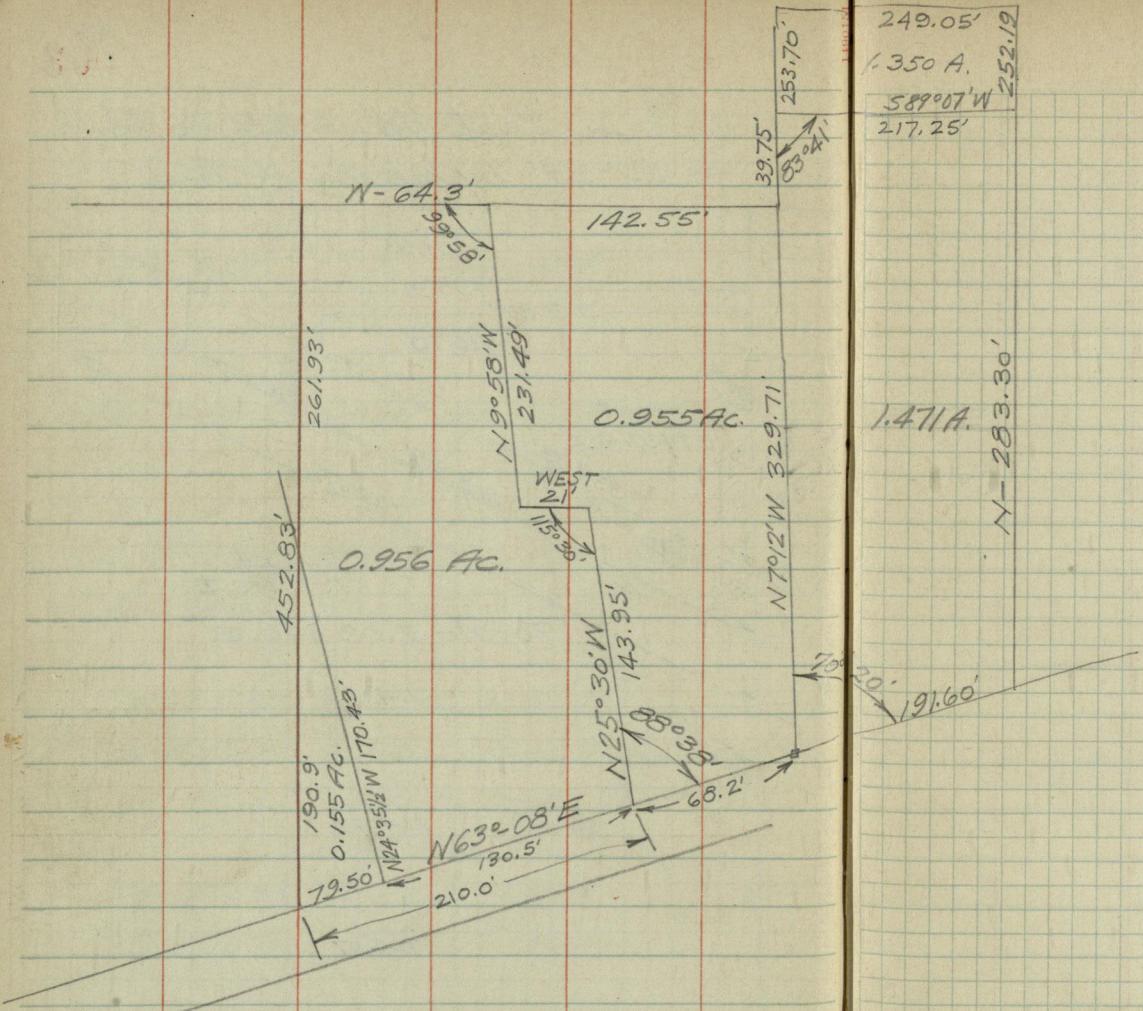 249.05'
253.70'
252.19
1.350 A.
S89°07'W
217.25'
39.75'
83°41'
N-64.3'
142.55'
99°58'
261.93'
N9°58'W
231.49'
0.955 Ac.
N7°12'W 329.71'
1.471 A.
N-283.30'
WEST
21'
115°30'
452.83'
0.956 Ac.
N25°30'W
143.95'
70°20'
191.60'
88°38'
68.2'
190.9'
0.155 Ac.
N24°35½'W 170.43'
N63°-08'E
130.5'
79.50'
210.0'